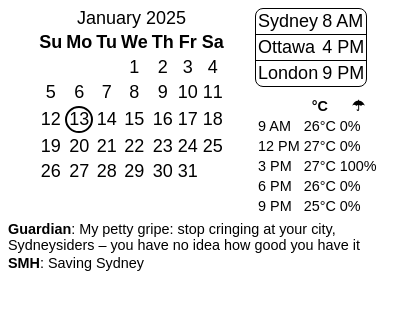 January 2025
Su Mo Tu We Th Fr Sa
1 2 3 4
5 6 7 8 9 10 11
12 13 14 15 16 17 18
19 20 21 22 23 24 25
26 27 28 29 30 31
Sydney 8 AM
Ottawa 4 PM
London 9 PM
°C ☂
9 AM 26°C 0%
12 PM 27°C 0%
3 PM 27°C 100%
6 PM 26°C 0%
9 PM 25°C 0%
Guardian: My petty gripe: stop cringing at your city,
Sydneysiders – you have no idea how good you have it
SMH: Saving Sydney